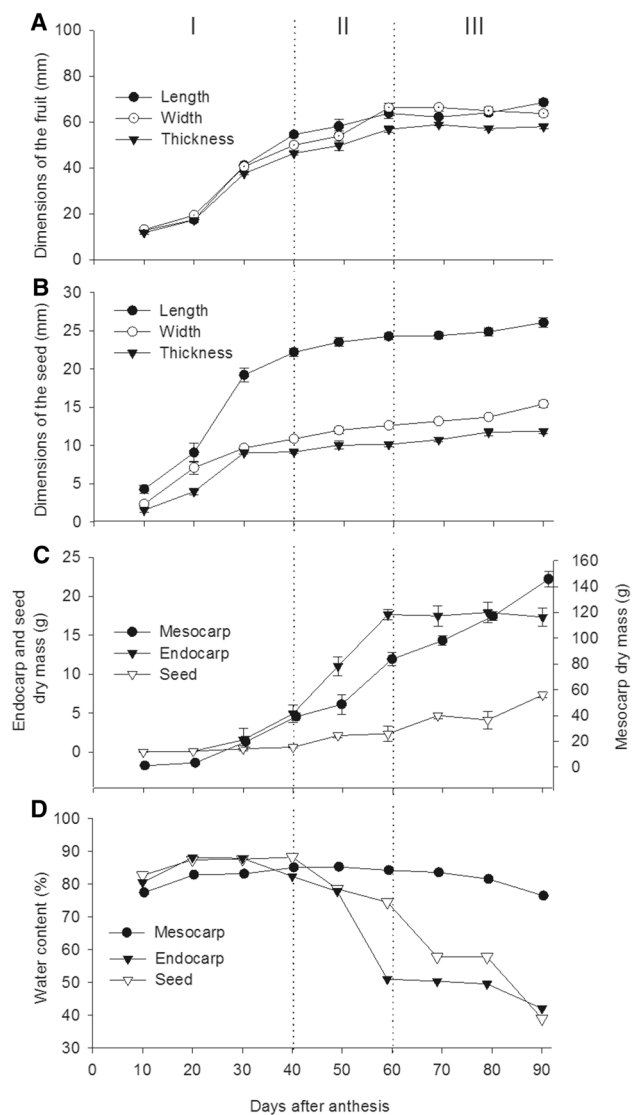 A
I
II
III
100
80
60
40
20
0
Dimensions of the fruit (mm)
Length
Width
Thickness
B
30
25
20
15
10
5
0
Dimensions of the seed (mm)
Length
Width
Thickness
C
25
20
15
10
5
0
Endocarp and seed
dry mass (g)
Mesocarp
Endocarp
Seed
160
140
120
100
80
60
40
20
0
Mesocarp dry mass (g)
D
100
90
80
70
60
50
40
30
Water content (%)
Mesocarp
Endocarp
Seed
0 10 20 30 40 50 60 70 80 90
Days after anthesis